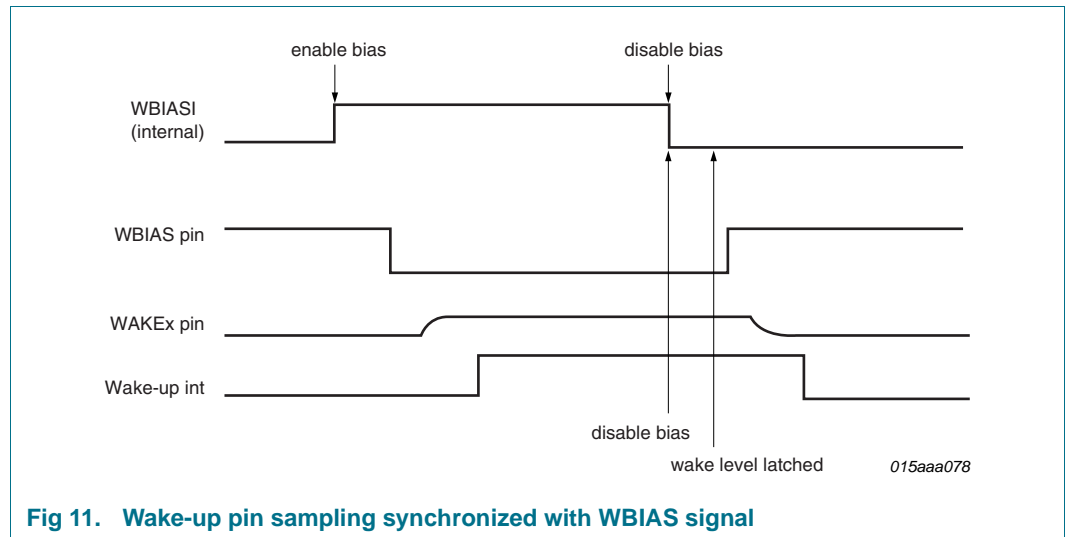 enable bias
disable bias
WBIASI
(internal)
WBIAS pin
WAKEx pin
Wake-up int
disable bias
wake level latched
015aaa078
Fig 11. Wake-up pin sampling synchronized with WBIAS signal